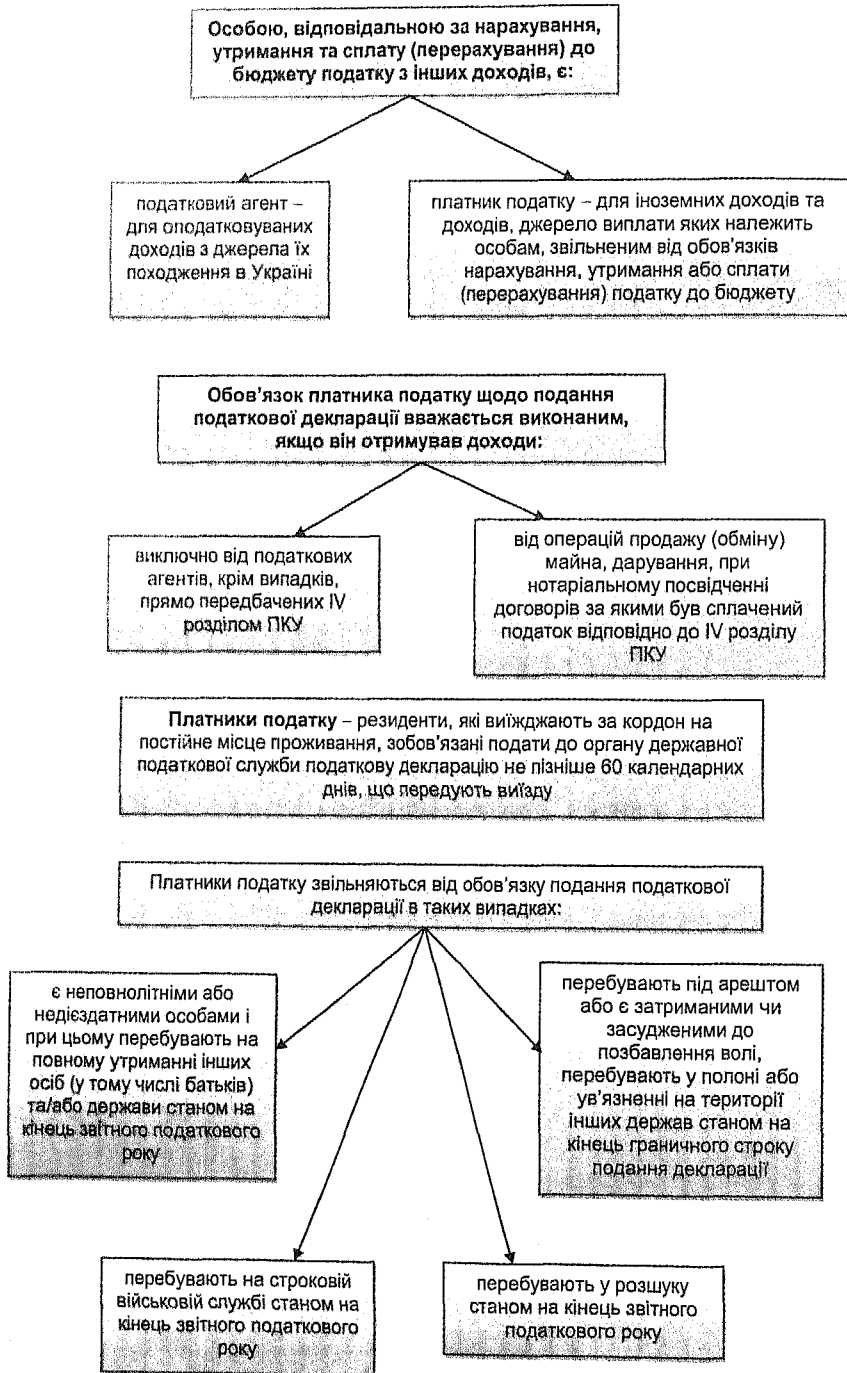 Особою, відповідальною за нарахування,
утримання та сплату (перерахування) до
бюджету податку з інших доходів, є:
податковий агент –
для оподатковуваних
доходів з джерела їх
походження в Україні
платник податку – для іноземних доходів та
доходів, джерело виплати яких належить
особам, звільненим від обов'язків
нарахування, утримання або сплати
(перерахування) податку до бюджету
Обов'язок платника податку щодо подання
податкової декларації вважається виконаним,
якщо він отримував доходи:
виключно від податкових
агентів, крім випадків,
прямо передбачених IV
розділом ПКУ
від операцій продажу (обміну)
майна, дарування, при
нотаріальному посвідченні
договорів за якими був сплачений
податок відповідно до IV розділу
ПКУ
Платники податку – резиденти, які виїжджають за кордон на
постійне місце проживання, зобов'язані подати до органу державної
податкової служби податкову декларацію не пізніше 60 календарних
днів, що передують виїзду
Платники податку звільняються від обов'язку подання податкової
декларації в таких випадках:
є неповнолітніми або
недієздатними особами і
при цьому перебувають на
повному утриманні інших
осіб (у тому числі батьків)
та/або держави станом на
кінець звітного податкового
року
перебувають під арештом
або є затриманими чи
засудженими до
позбавлення волі,
перебувають у полоні або
ув'язненні на території
інших держав станом на
кінець граничного строку
подання декларації
перебувають на строковій
військовій службі станом на
кінець звітного податкового
року
перебувають у розшуку
станом на кінець звітного
податкового року